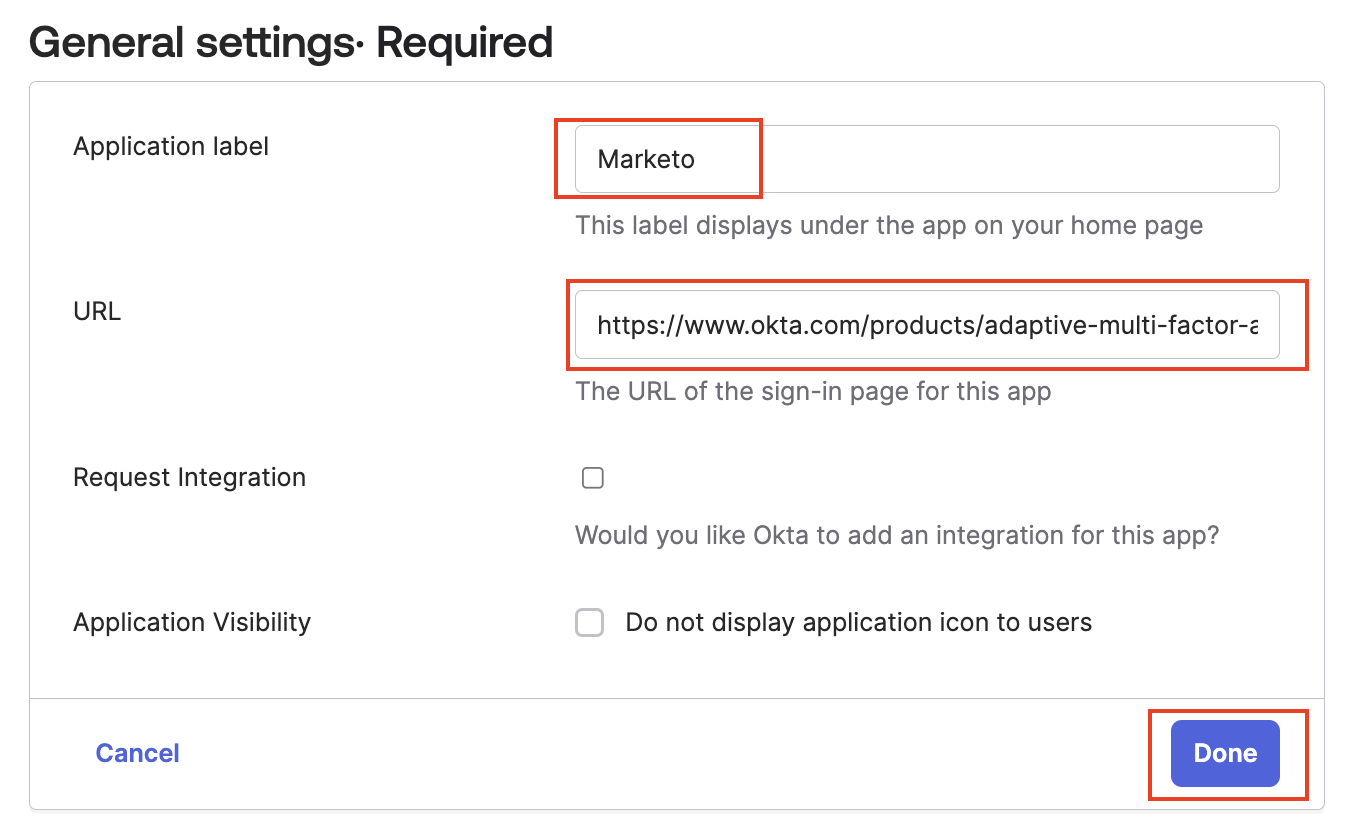 General settings· Required
Application label
Marketo
This label displays under the app on your home page
URL
https://www.okta.com/products/adaptive-multi-factor-a
The URL of the sign-in page for this app
Request Integration
Would you like Okta to add an integration for this app?
Application Visibility
Do not display application icon to users
Cancel
Done